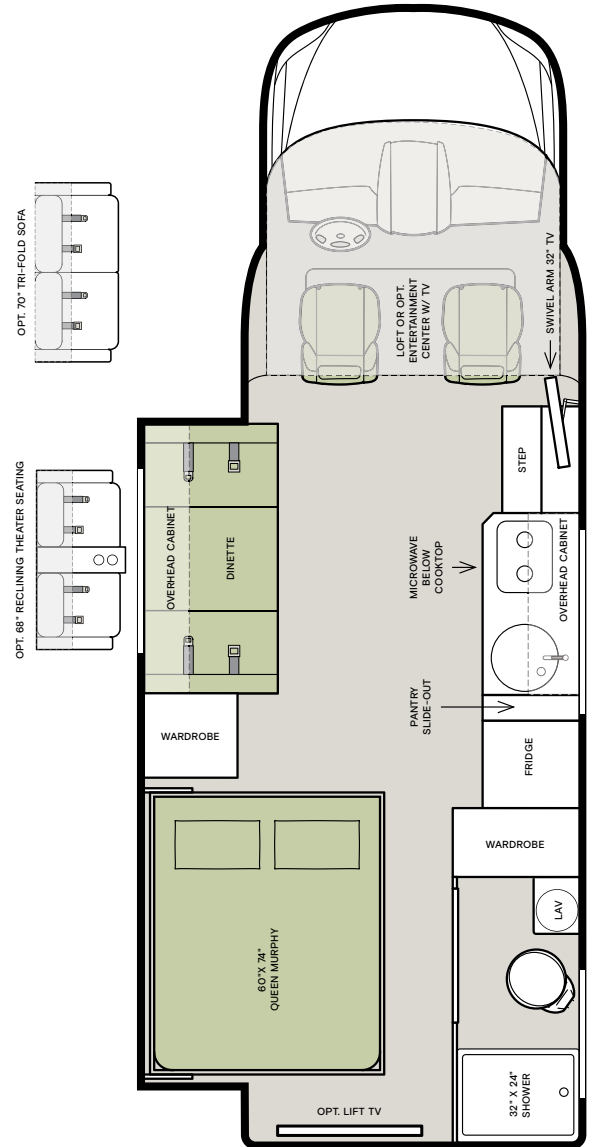 OPT. 70" TRI-FOLD SOFA
LOFT OR OPT.
ENTERTAINMENT
CENTER W/ TV
SWIVEL ARM 32" TV
OPT. 68" RECLINING THEATER SEATING
OVERHEAD CABINET
DINETTE
STEP
MICROWAVE
BELOW
COOKTOP
OVERHEAD CABINET
PANTRY
SLIDE-OUT
WARDROBE
FRIDGE
WARDROBE
LAV
60"X 74"
QUEEN MURPHY
32" X 24"
SHOWER
OPT. LIFT TV